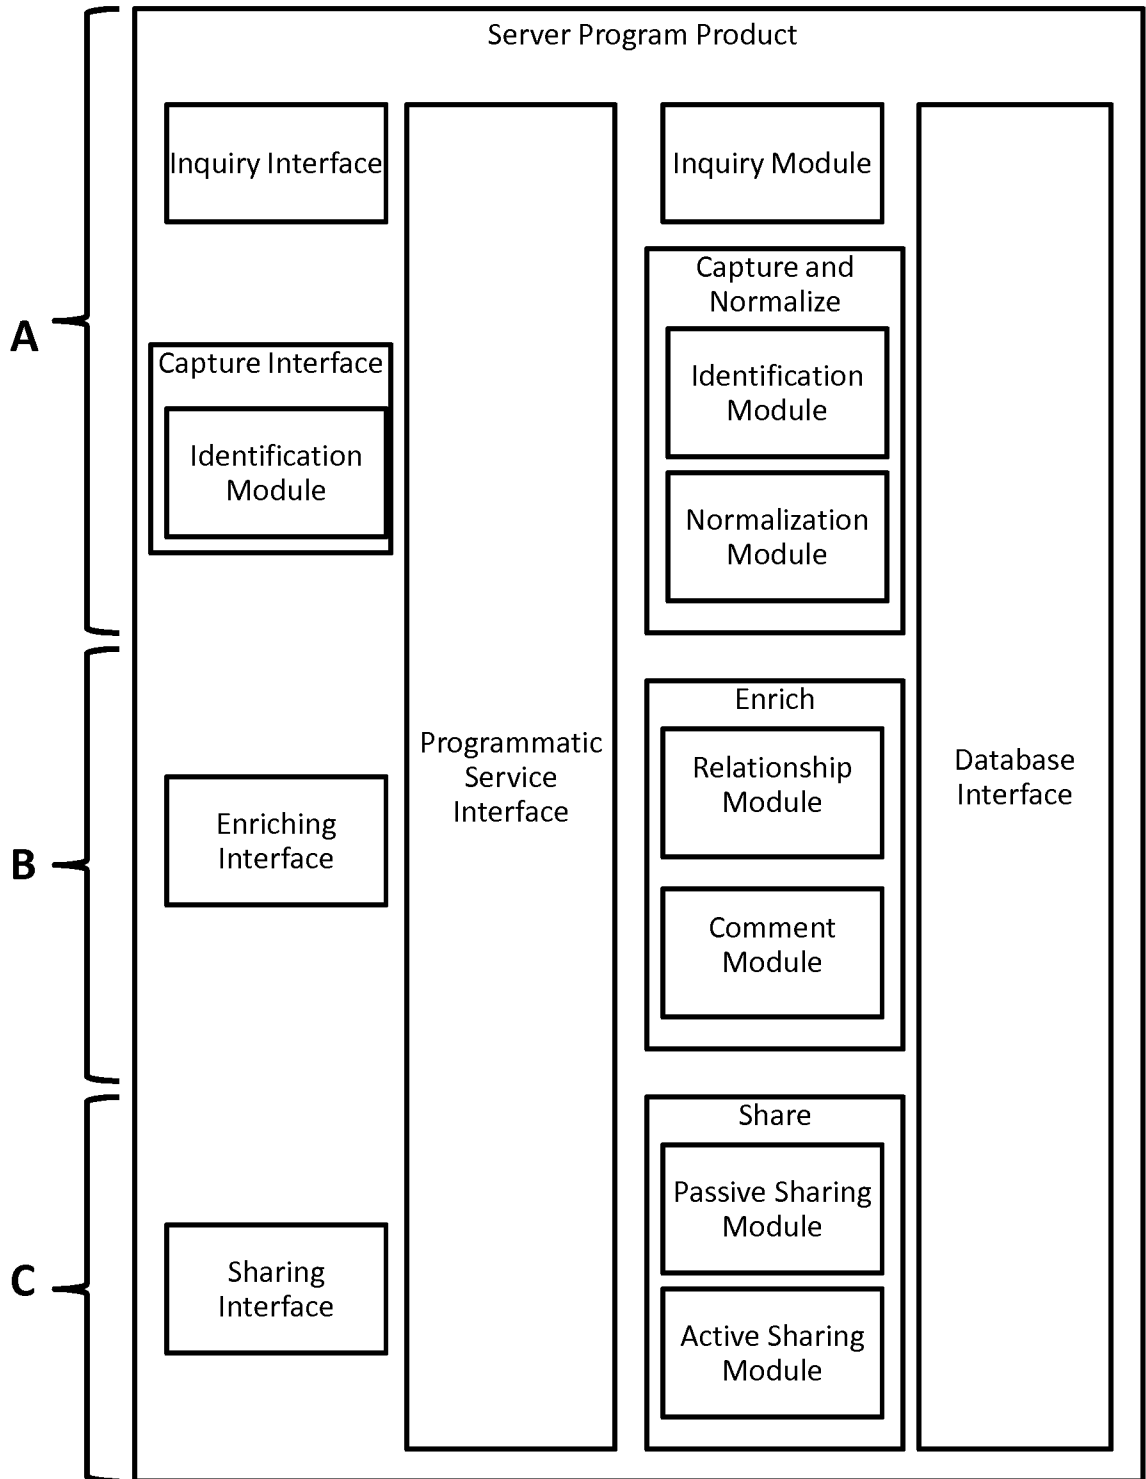 Server Program Product
A
Inquiry Interface
Capture Interface
Identification
Module
B
Enriching
Interface
C
Sharing
Interface
Programmatic
Service
Interface
Inquiry Module
Capture and
Normalize
Identification
Module
Normalization
Module
Enrich
Relationship
Module
Comment
Module
Share
Passive Sharing
Module
Active Sharing
Module
Database
Interface